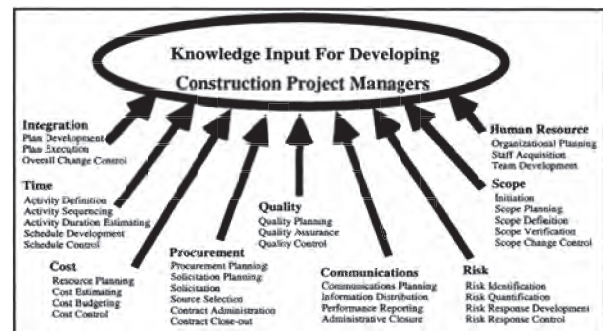 Knowledge Input For Developing
Construction Project Managers
Integration
Plan Development
Plan Execution
Overall Change Control
Time
Activity Definition
Activity Sequencing
Activity Duration Estimating
Schedule Development
Schedule Control
Cost
Resource Planning
Cost Estimating
Cost Budgeting
Cost Control
Procurement
Procurement Planning
Solicitation Planning
Solicitation
Source Selection
Contract Administration
Contract Close-out
Quality
Quality Planning
Quality Assurance
Quality Control
Communications
Communications Planning
Information Distribution
Performance Reporting
Administrative Closure
Risk
Risk Identification
Risk Quantification
Risk Response Development
Risk Response Control
Scope
Initiation
Scope Planning
Scope Definition
Scope Verification
Scope Change Control
Human Resource
Organizational Planning
Staff Acquisition
Team Development